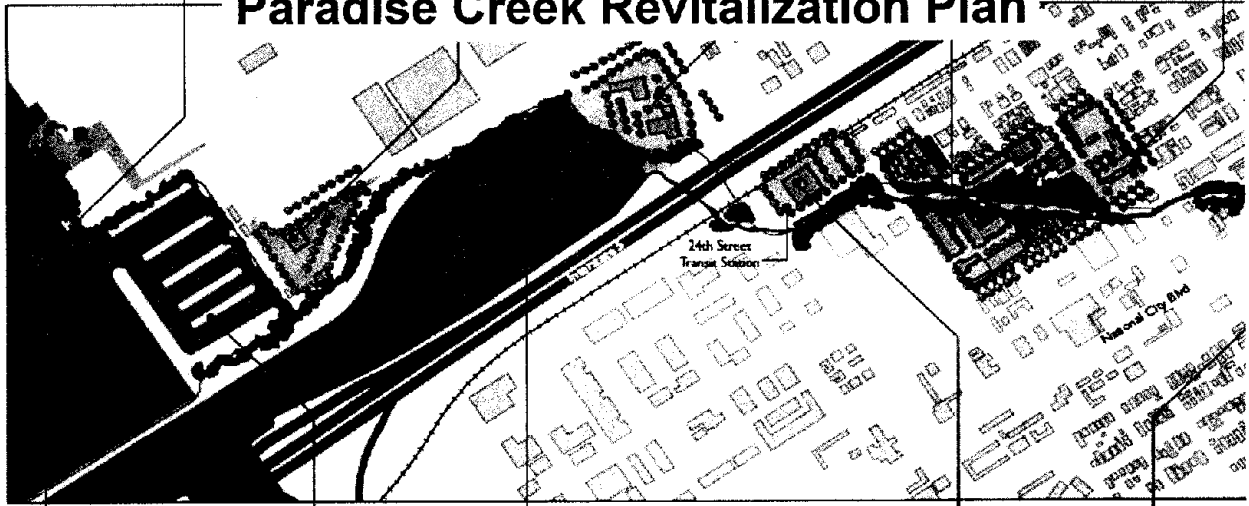 Paradise Creek Revitalization Plan
24th Street
Transit Station
National City Blvd